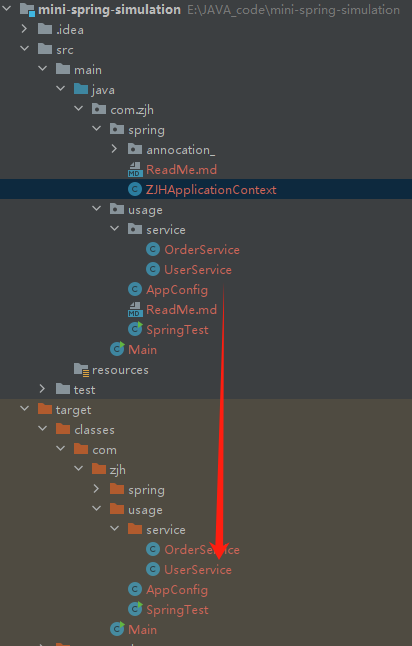 mini-spring-simulation E:\JAVA_code\mini-spring-simulation
.idea
src
main
java
com.zjh
spring
annocation_
ReadMe.md
ZJHApplicationContext
usage
service
OrderService
UserService
AppConfig
ReadMe.md
SpringTest
Main
resources
test
target
classes
com
zjh
spring
usage
service
OrderService
UserService
AppConfig
SpringTest
Main